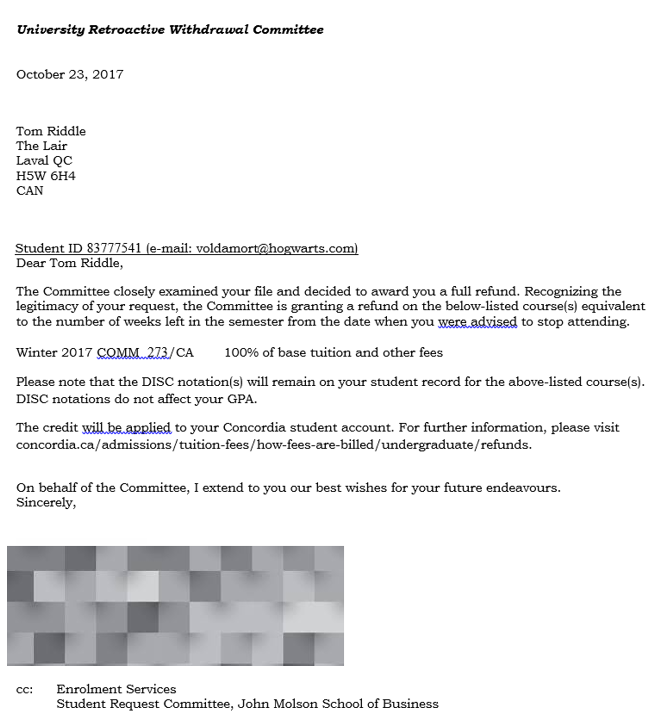 University Retroactive Withdrawal Committee
October 23, 2017
Tom Riddle
The Lair
Laval QC
H5W 6H4
CAN
Student ID 83777541 (e-mail: voldamort@hogwarts.com)
Dear Tom Riddle,
The Committee closely examined your file and decided to award you a full refund. Recognizing the
legitimacy of your request, the Committee is granting a refund on the below-listed course(s) equivalent
to the number of weeks left in the semester from the date when you were advised to stop attending.
Winter 2017 COMM 273/CA 100% of base tuition and other fees
Please note that the DISC notation(s) will remain on your student record for the above-listed course(s).
DISC notations do not affect your GPA.
The credit will be applied to your Concordia student account. For further information, please visit
concordia.ca/admissions/tuition-fees/how-fees-are-billed/undergraduate/refunds.
On behalf of the Committee, I extend to you our best wishes for your future endeavours.
Sincerely,
cc: Enrolment Services
Student Request Committee, John Molson School of Business